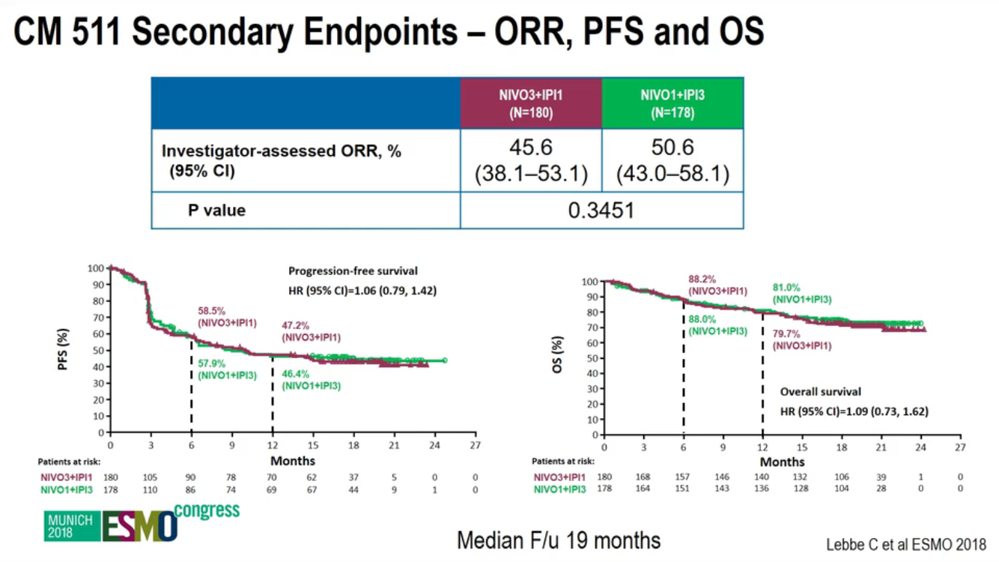 CM 511 Secondary Endpoints – ORR, PFS and OS
NIVO3+IPI1
(N=180)
NIVO1+IPI3
(N=178)
Investigator-assessed ORR, %
(95% CI)
45.6
(38.1–53.1)
50.6
(43.0–58.1)
P value
0.3451
Progression-free survival
HR (95% CI)=1.06 (0.79, 1.42)
PFS (%)
100
90
80
70
60
50
40
30
20
10
0
58.5%
(NIVO3+IPI1)
57.9%
(NIVO1+IPI3)
47.2%
(NIVO3+IPI1)
46.4%
(NIVO1+IPI3)
0 3 6 9 12 15 18 21 24 27
Months
Patients at risk:
NIVO3+IPI1 180 105 90 78 70 62 37 5 0 0
NIVO1+IPI3 178 110 86 74 69 67 44 9 1 0
OS (%)
100
90
80
70
60
50
40
30
20
10
0
88.2%
(NIVO3+IPI1)
88.0%
(NIVO1+IPI3)
81.0%
(NIVO1+IPI3)
79.7%
(NIVO3+IPI1)
Overall survival
HR (95% CI)=1.09 (0.73, 1.62)
0 3 6 9 12 15 18 21 24 27
Months
Patients at risk:
NIVO3+IPI1 180 168 157 146 140 132 106 39 1 0
NIVO1+IPI3 178 164 151 143 136 128 104 28 0 0
MUNICH
2018
ESMO congress
Median F/u 19 months
Lebbe C et al ESMO 2018